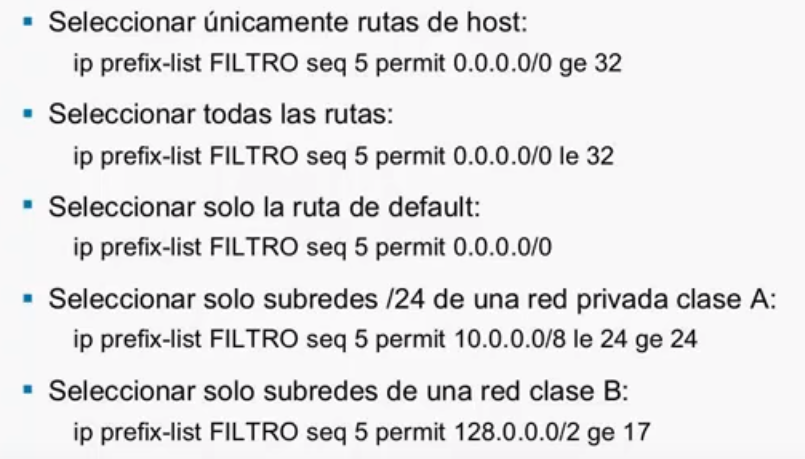 ▪ Seleccionar únicamente rutas de host:
ip prefix-list FILTRO seq 5 permit 0.0.0.0/0 ge 32
▪ Seleccionar todas las rutas:
ip prefix-list FILTRO seq 5 permit 0.0.0.0/0 le 32
▪ Seleccionar solo la ruta de default:
ip prefix-list FILTRO seq 5 permit 0.0.0.0/0
▪ Seleccionar solo subredes /24 de una red privada clase A:
ip prefix-list FILTRO seq 5 permit 10.0.0.0/8 le 24 ge 24
▪ Seleccionar solo subredes de una red clase B:
ip prefix-list FILTRO seq 5 permit 128.0.0.0/2 ge 17